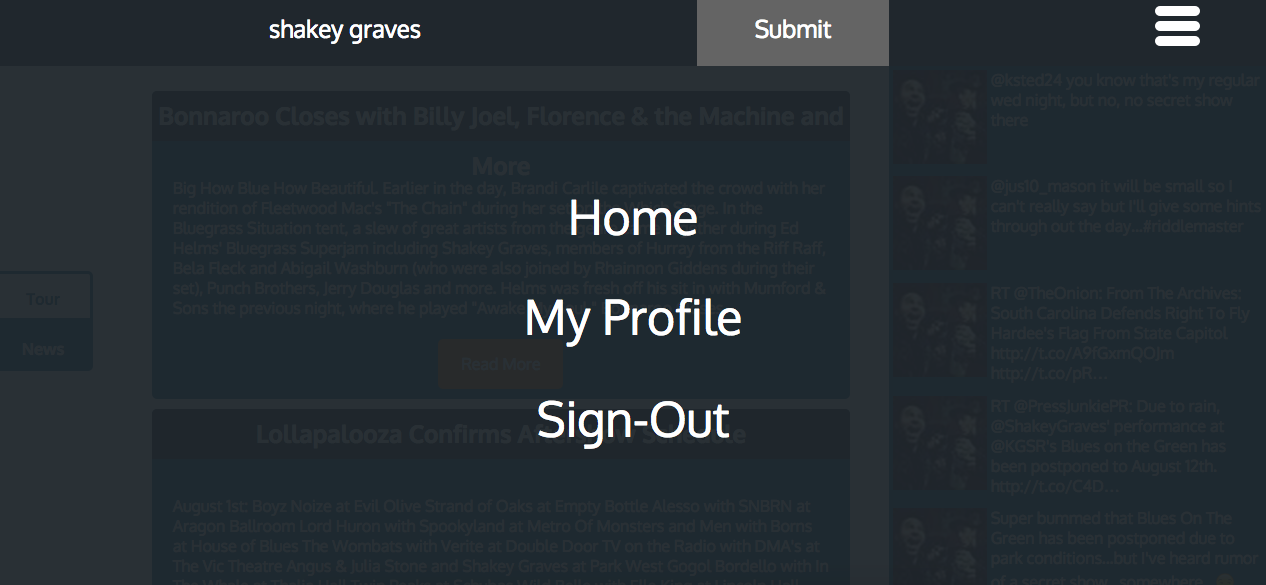 shakey graves
Submit
Home
My Profile
Sign-Out
Tour
News
Bonnaroo Closes with Billy Joel, Florence & the Machine and
More
Big How Blue How Beautiful. Earlier in the day, Brandi Carlile captivated the crowd with her
rendition of Fleetwood Mac's "The Chain" during her set
In the
Bluegrass Situation tent, a slew of great artists from
during Ed
Helms' Bluegrass Superjam including Shakey Graves, members of Hurray from the Riff Raff,
Bela Fleck and Abigail Washburn (who were also joined by Rhainnon Giddens during their
set), Punch Brothers, Jerry Douglas and more. Helms was fresh off his sit in with Mumford &
Sons the previous night, where he played "Awake
Read More
Lollapalooza Confirms Aftershow Schedule
August 1st: Boyz Noize at Evil Olive Strand of Oaks at Empty Bottle Alesso with SNBRN at
Aragon Ballroom Lord Huron with Spookyland at Metro Of Monsters and Men with Borns
at House of Blues The Wombats with Verite at Double Door TV on the Radio with DMA's at
The Vic Theatre Angus & Julia Stone and Shakey Graves at Park West Gogol Bordello with In
@ksted24 you know that's my regular
wed night, but no, no secret show
there
@jus10_mason it will be small so I
can't really say but I'll give some hints
through out the day...#riddlemaster
RT @TheOnion: From The Archives:
South Carolina Defends Right To Fly
Hardee's Flag From State Capitol
http://t.co/A9fGxmQOJm
http://t.co/pR...
RT @PressJunkiePR: Due to rain,
@ShakeyGraves' performance at
@KGSR's Blues on the Green has
been postponed to August 12th.
http://t.co/C4D...
Super bummed that Blues On The
Green has been postponed due to
park conditions...but I've heard rumor